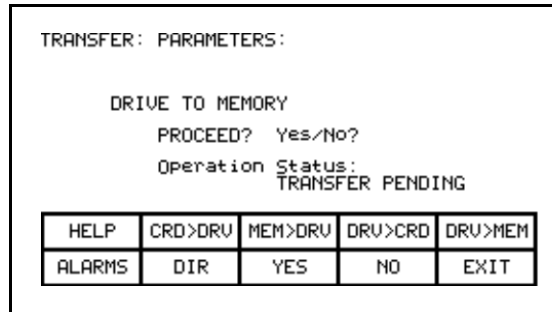 TRANSFER: PARAMETERS:
DRIVE TO MEMORY
PROCEED? Yes/No?
Operation Status:
TRANSFER PENDING
HELP CRD>DRV MEM>DRV DRV>CRD DRV>MEM
ALARMS DIR YES NO EXIT